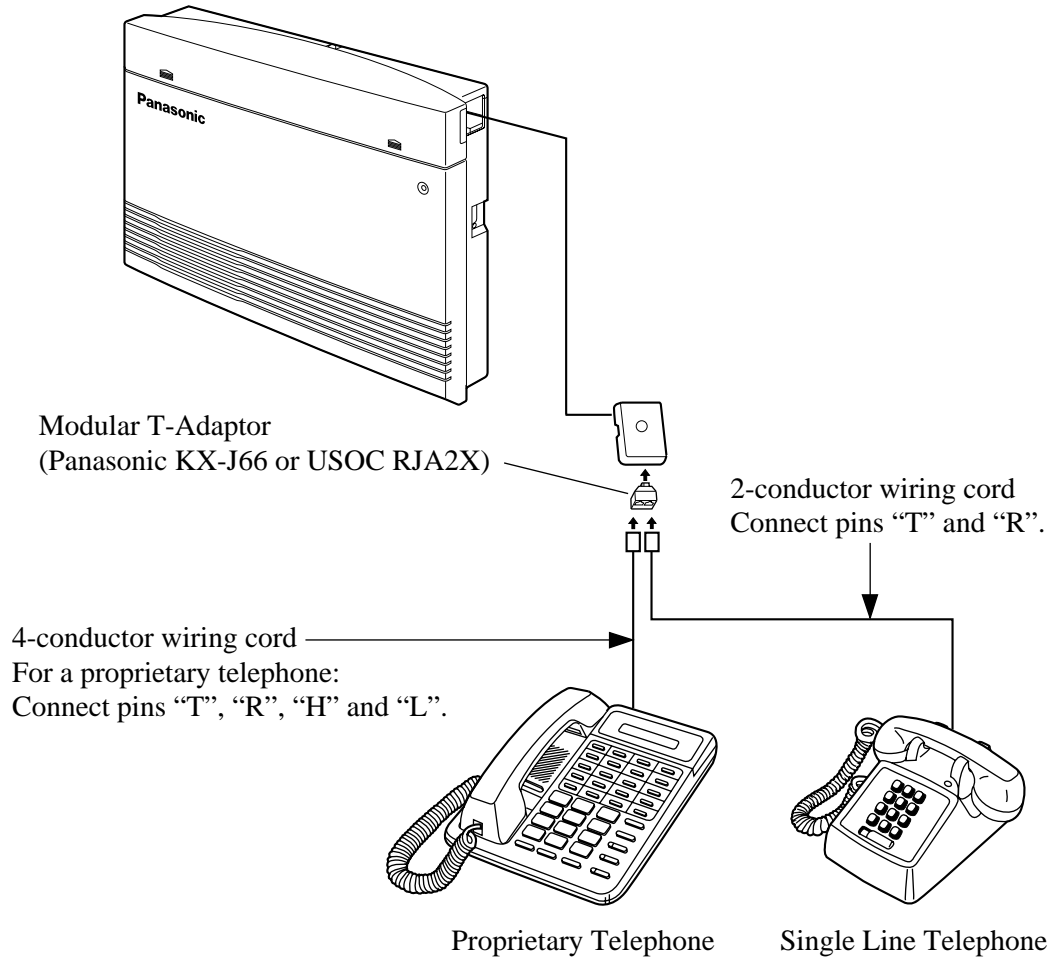 Panasonic
Modular T-Adaptor
(Panasonic KX-J66 or USOC RJA2X)
2-conductor wiring cord
Connect pins “T” and “R”.
4-conductor wiring cord
For a proprietary telephone:
Connect pins “T”, “R”, “H” and “L”.
Proprietary Telephone
Single Line Telephone